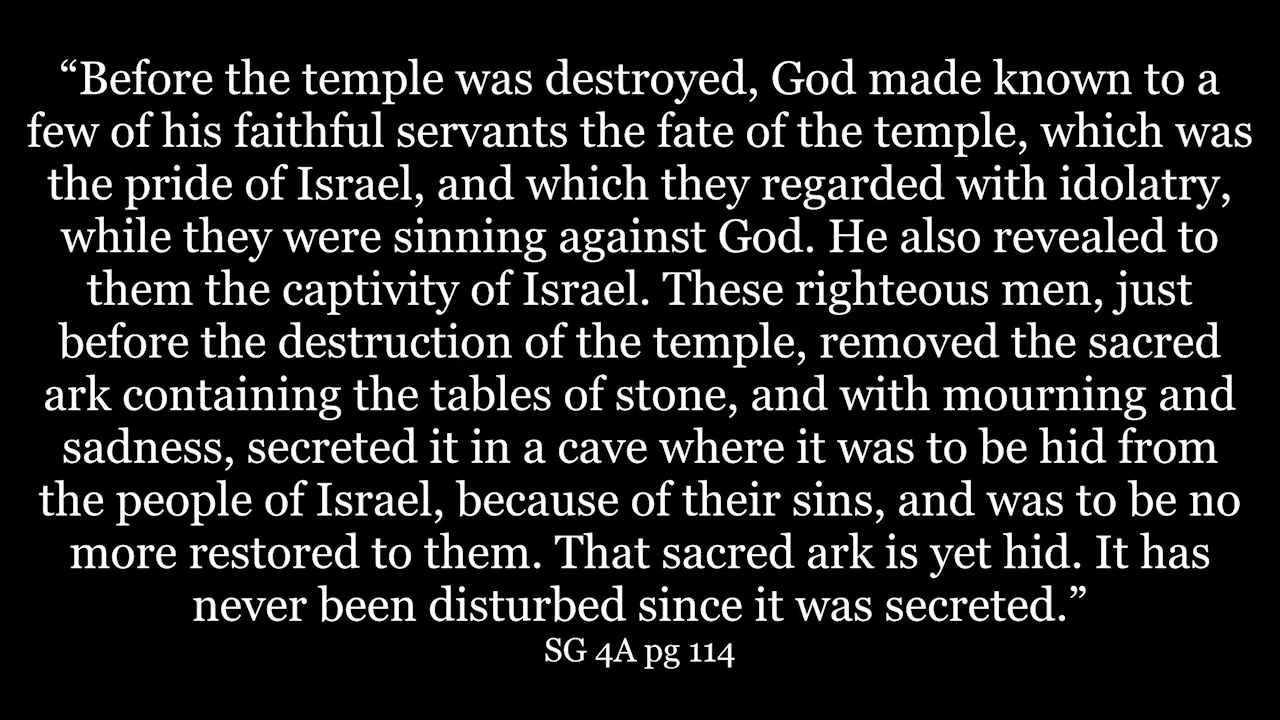 “Before the temple was destroyed, God made known to a
few of his faithful servants the fate of the temple, which was
the pride of Israel, and which they regarded with idolatry,
while they were sinning against God. He also revealed to
them the captivity of Israel. These righteous men, just
before the destruction of the temple, removed the sacred
ark containing the tables of stone, and with mourning and
sadness, secreted it in a cave where it was to be hid from
the people of Israel, because of their sins, and was to be no
more restored to them. That sacred ark is yet hid. It has
never been disturbed since it was secreted.”
SG 4A pg 114